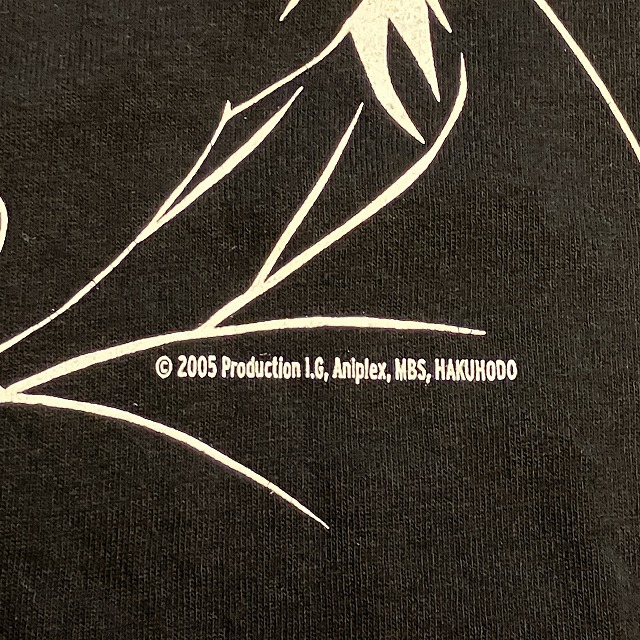 © 2005 Production I.G, Aniplex, MBS, HAKUHODO